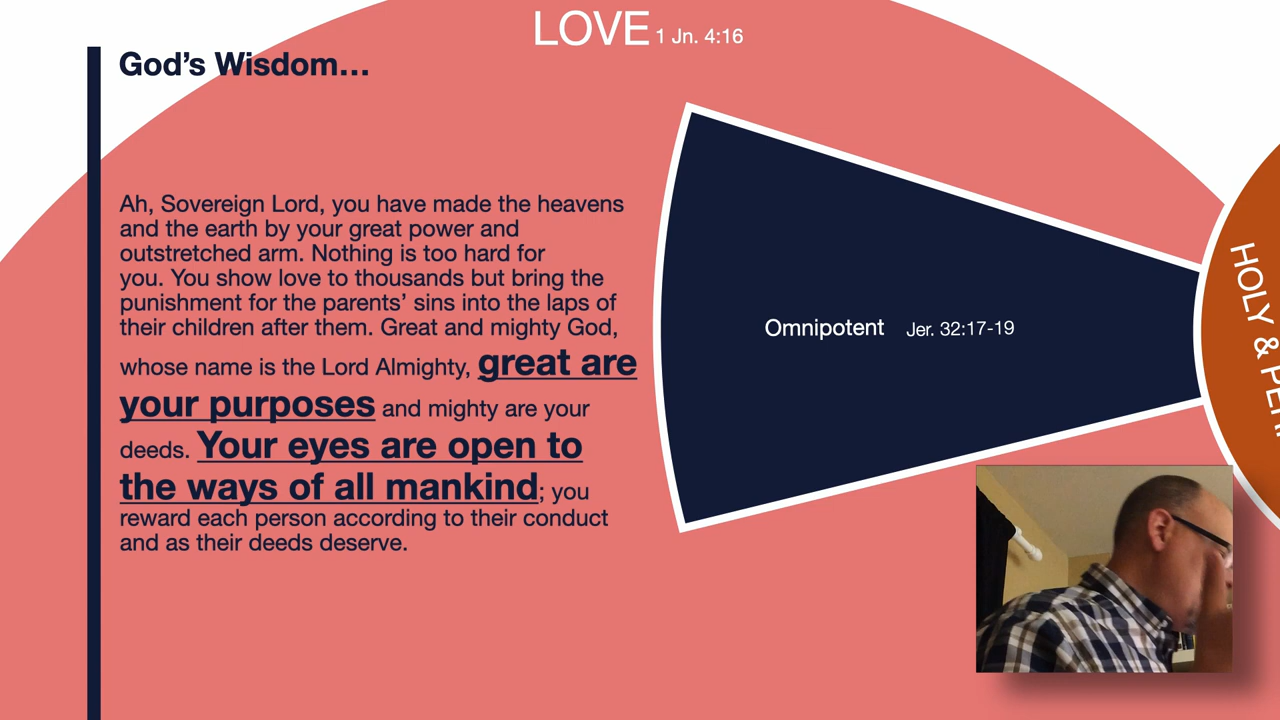 LOVE 1 Jn. 4:16
God’s Wisdom…
Ah, Sovereign Lord, you have made the heavens
and the earth by your great power and
outstretched arm. Nothing is too hard for
you. You show love to thousands but bring the
punishment for the parents’ sins into the laps of
their children after them. Great and mighty God,
whose name is the Lord Almighty, great are
your purposes and mighty are your
deeds. Your eyes are open to
the ways of all mankind; you
reward each person according to their conduct
and as their deeds deserve.
Omnipotent Jer. 32:17-19
HOLY &